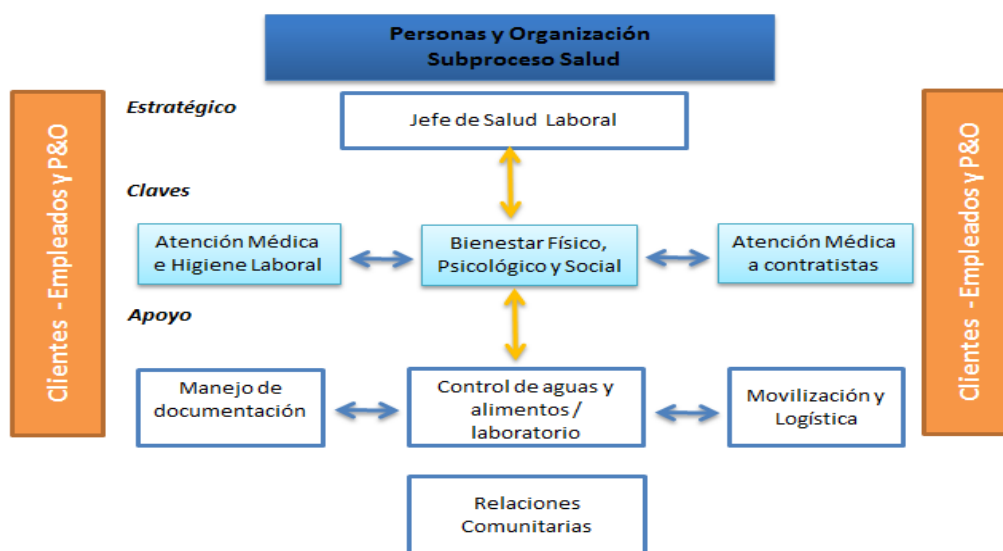 Personas y Organización
Subproceso Salud
Clientes - Empleados y P&O
Estratégico
Jefe de Salud Laboral
Claves
Atención Médica
e Higiene Laboral
Bienestar Físico,
Psicológico y Social
Atención Médica
a contratistas
Apoyo
Manejo de
documentación
Control de aguas y
alimentos /
laboratorio
Movilización y
Logística
Relaciones
Comunitarias
Clientes - Empleados y P&O